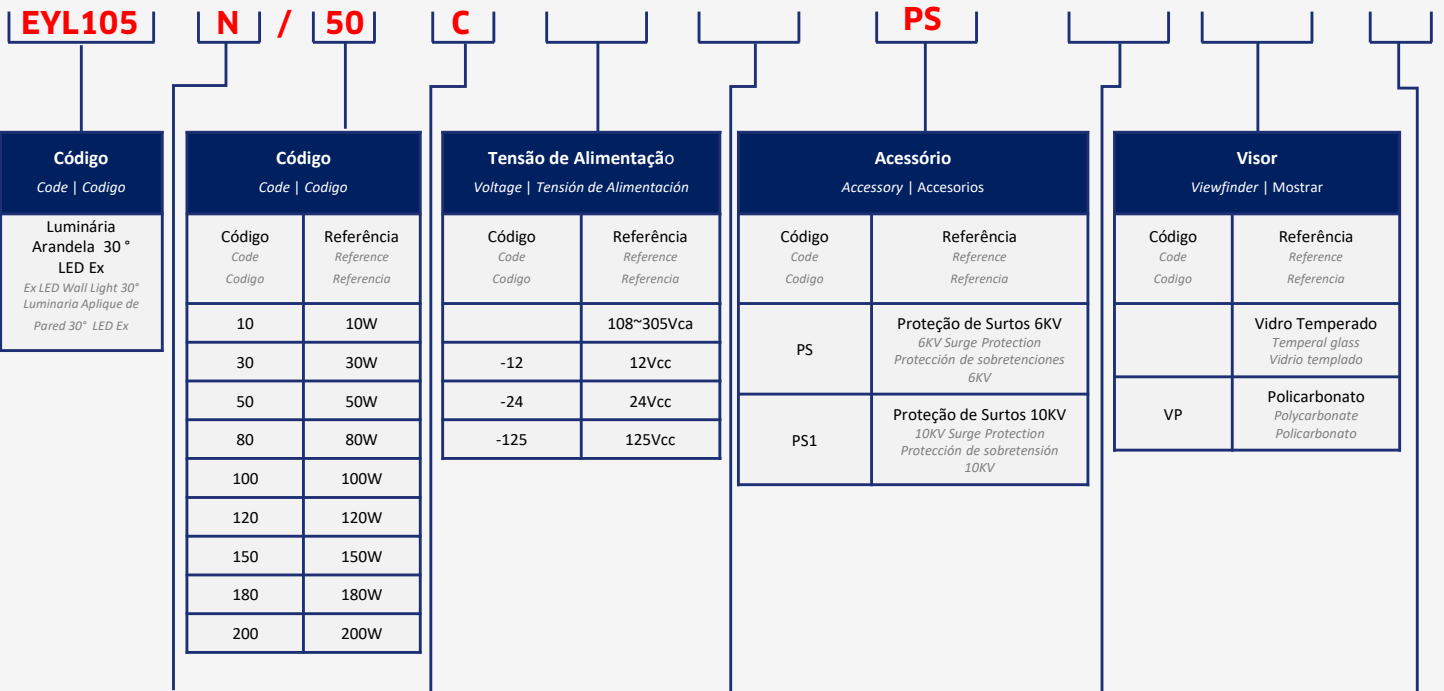 EYL105 N / 50 C PS
Código
Code | Codigo
Luminária
Arandela 30 °
LED Ex
Ex LED Wall Light 30°
Luminaria Aplique de
Pared 30° LED Ex
Código
Code | Codigo
Código Referência
Code Reference
Codigo Referencia
10 10W
30 30W
50 50W
80 80W
100 100W
120 120W
150 150W
180 180W
200 200W
Tensão de Alimentação
Voltage | Tensión de Alimentación
Código Referência
Code Reference
Codigo Referencia
108~305Vca
-12 12Vcc
-24 24Vcc
-125 125Vcc
Acessório
Accessory | Accesorios
Código Referência
Code Reference
Codigo Referencia
PS
Proteção de Surtos 6KV
6KV Surge Protection
Protección de sobretenciones
6KV
PS1
Proteção de Surtos 10KV
10KV Surge Protection
Protección de sobretensión
10KV
Visor
Viewfinder | Mostrar
Código Referência
Code Reference
Codigo Referencia
Vidro Temperado
Temperal glass
Vidrio templado
VP
Policarbonato
Polycarbonate
Policarbonato